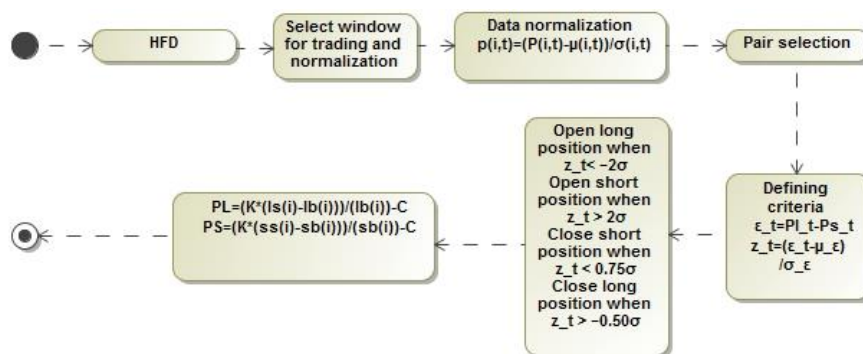 HFD
Select window
for trading and
normalization
Data normalization
p(i,t)=(P(i,t)-μ(i,t))/σ(i,t)
Pair selection
Defining
criteria
ε_t=Pl_t-Ps_t
z_t=(ε_t-μ_ε)
/σ_ε
Open long
position when
z_t< −2σ
Open short
position when
z_t > 2σ
Close short
position when
z_t < 0.75σ
Close long
position when
z_t > −0.50σ
PL=(K*(ls(i)-lb(i)))/(lb(i))-C
PS=(K*(ss(i)-sb(i)))/(sb(i))-C